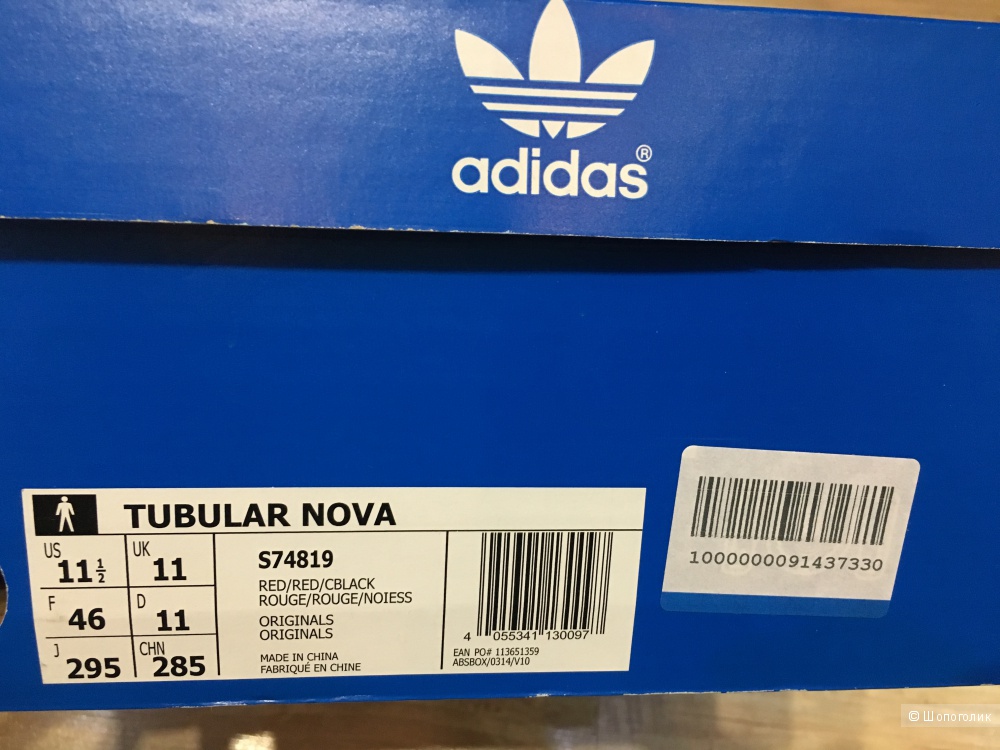 adidas®
TUBULAR NOVA
US 11 1/2
UK 11
F 46
D 11
J 295
CHN 285
S74819
RED/RED/CBLACK
ROUGE/ROUGE/NOIESS
ORIGINALS
ORIGINALS
MADE IN CHINA
FABRIQUÉ EN CHINE
4 055341 130097
EAN PO# 113651359
ABSBOX/0314/V10
1000000091437330
© Шопоголик